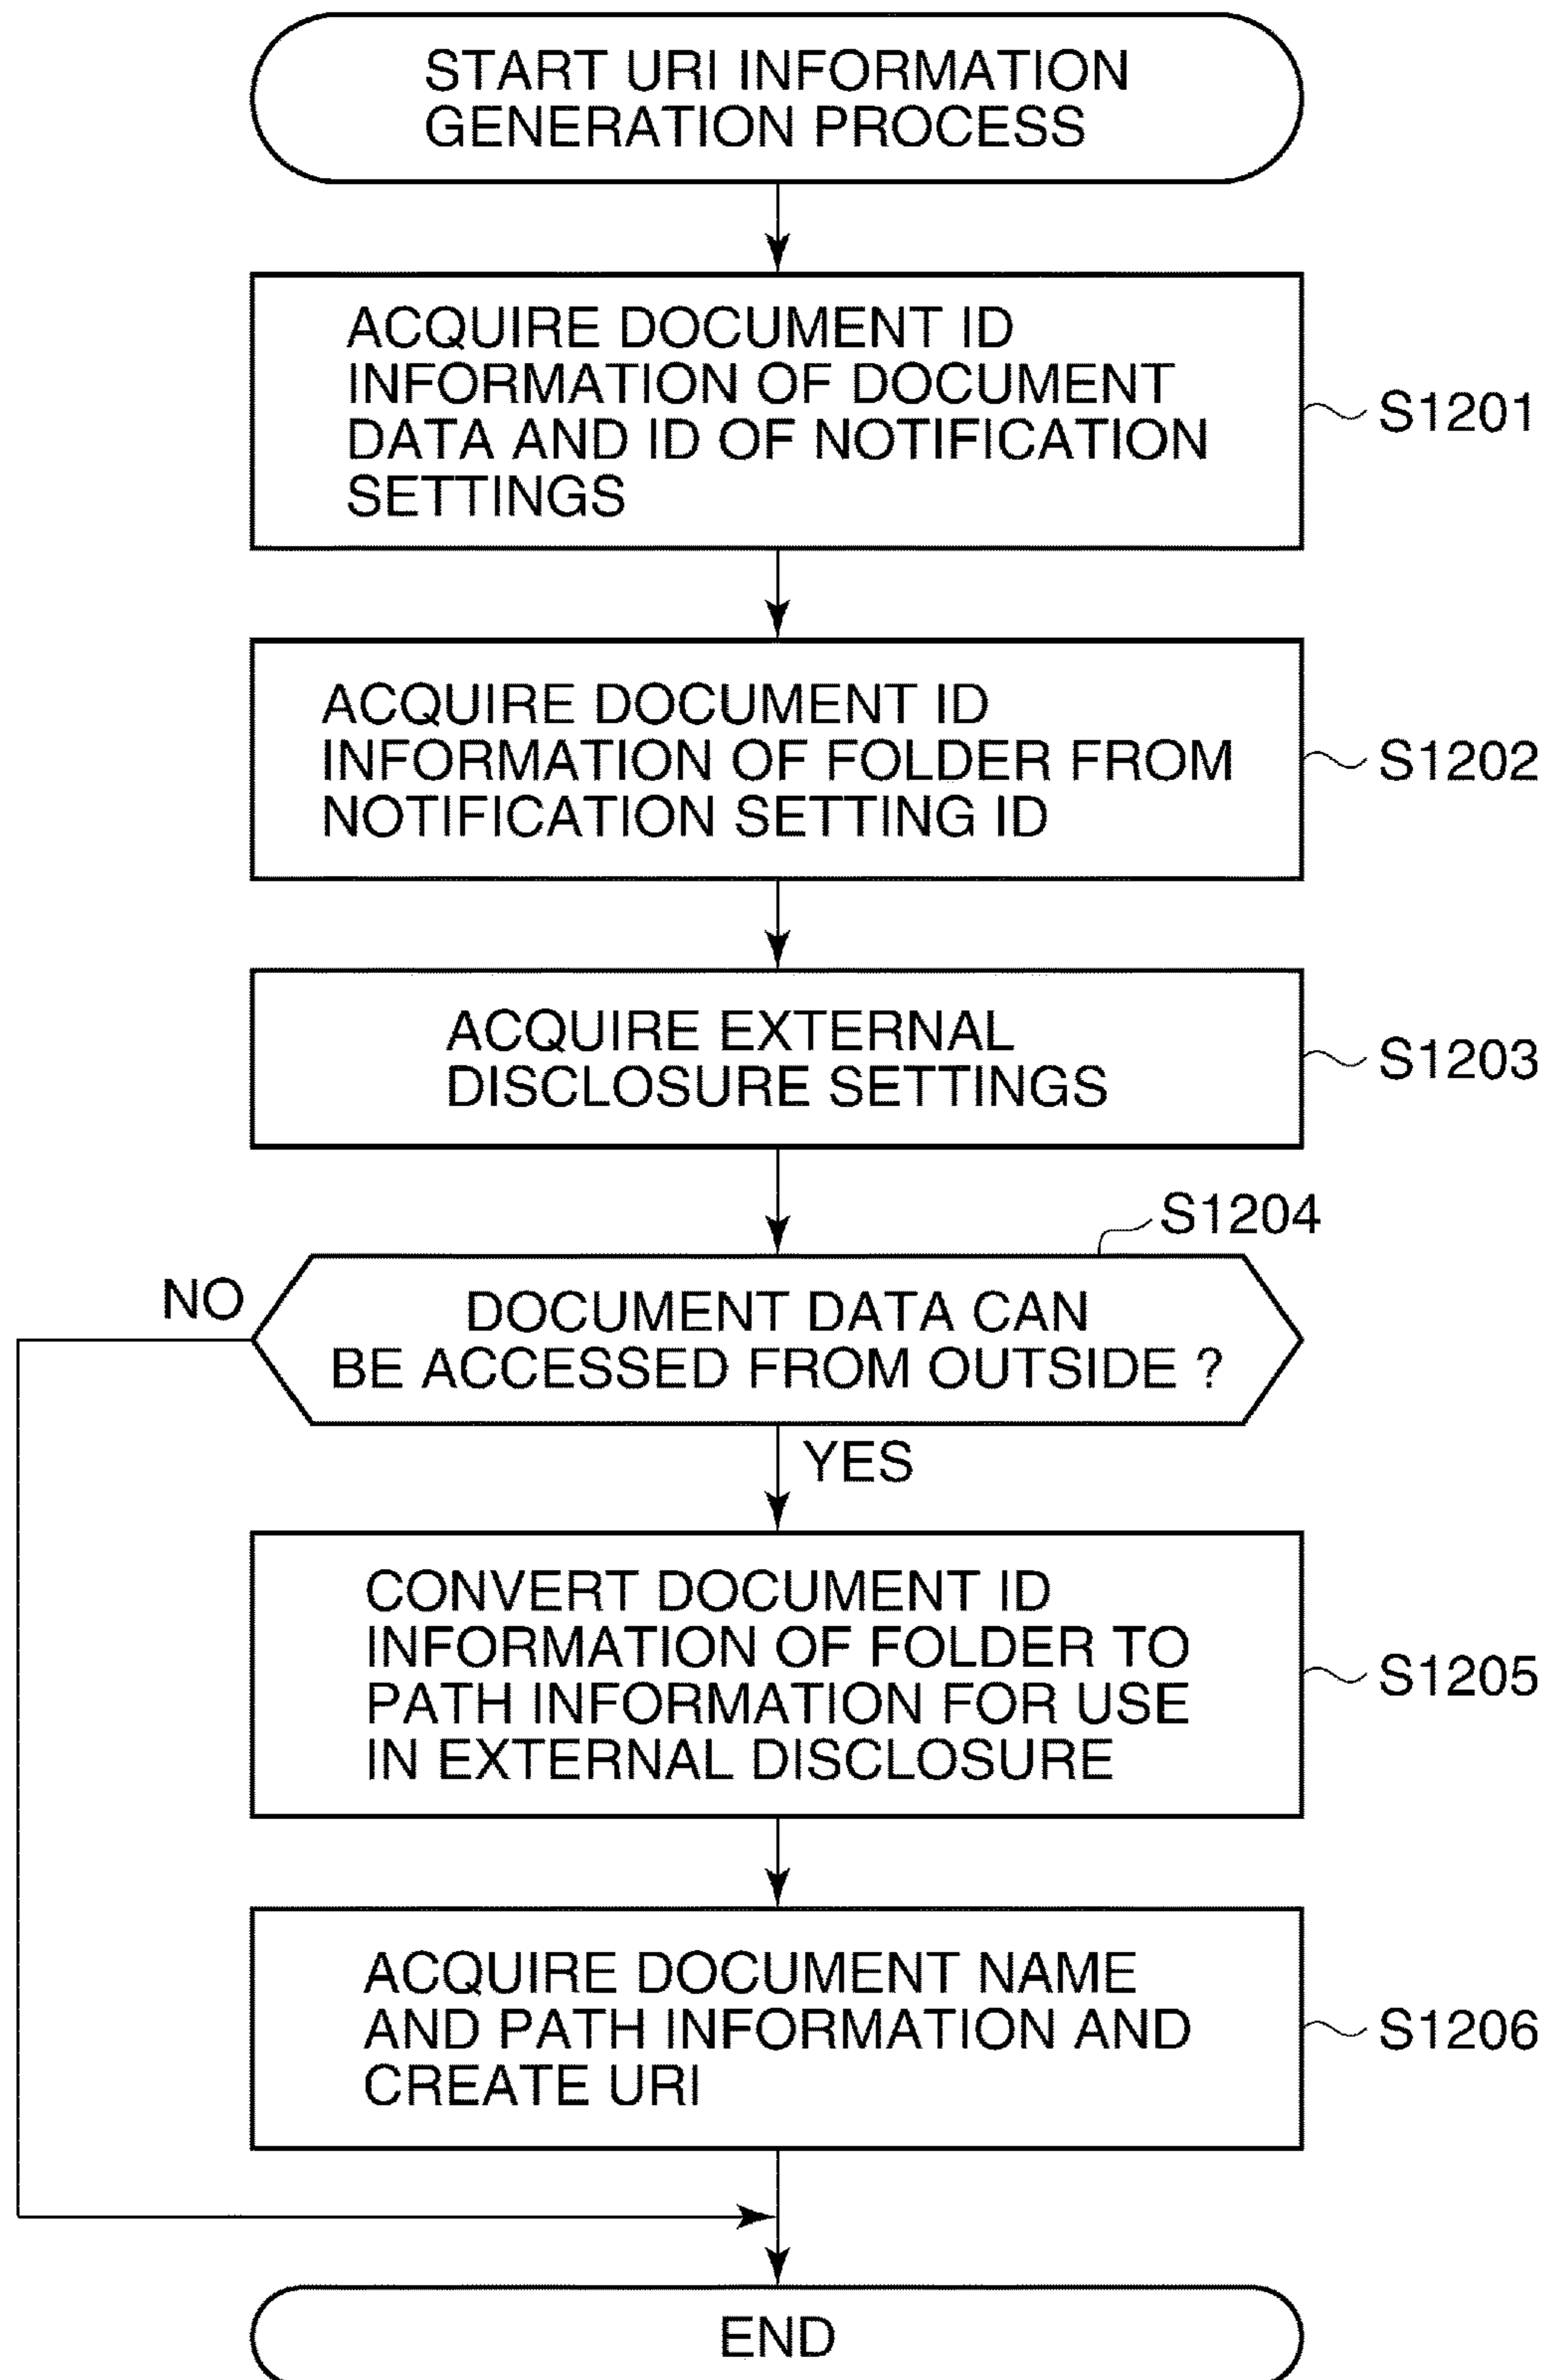 START URI INFORMATION
GENERATION PROCESS
ACQUIRE DOCUMENT ID
INFORMATION OF DOCUMENT
DATA AND ID OF NOTIFICATION
SETTINGS
S1201
ACQUIRE DOCUMENT ID
INFORMATION OF FOLDER FROM
NOTIFICATION SETTING ID
S1202
ACQUIRE EXTERNAL
DISCLOSURE SETTINGS
S1203
S1204
NO
DOCUMENT DATA CAN
BE ACCESSED FROM OUTSIDE ?
YES
CONVERT DOCUMENT ID
INFORMATION OF FOLDER TO
PATH INFORMATION FOR USE
IN EXTERNAL DISCLOSURE
S1205
ACQUIRE DOCUMENT NAME
AND PATH INFORMATION AND
CREATE URI
S1206
END